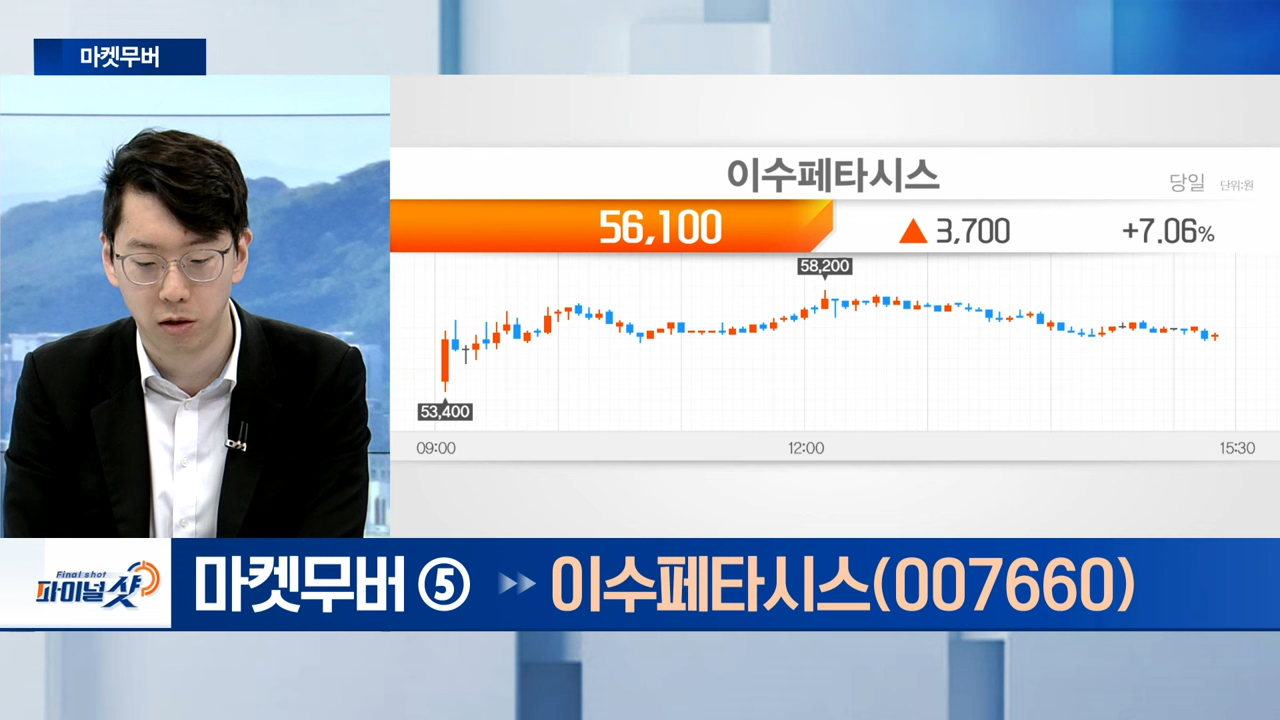 마켓무버
이수페타시스
당일 단위:원
56,100 ▲ 3,700 +7.06%
58,200
53,400
09:00 12:00 15:30
Final shot
파이널샷
마켓무버 ⑤ 이수페타시스(007660)